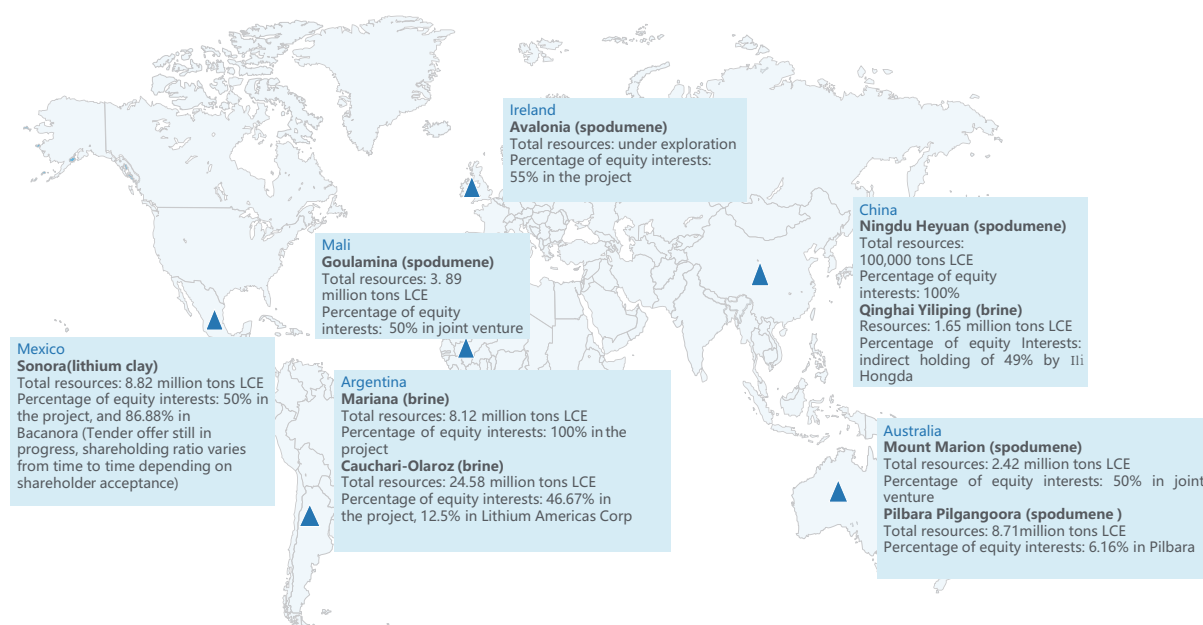 Ireland
Avalonia (spodumene)
Total resources: under exploration
Percentage of equity interests:
55% in the project
China
Ningdu Heyuan (spodumene)
Total resources:
100,000 tons LCE
Percentage of equity
interests: 100%
Qinghai Yiliping (brine)
Resources: 1.65 million tons LCE
Percentage of equity Interests:
indirect holding of 49% by Ili
Hongda
Mali
Goulamina (spodumene)
Total resources: 3. 89
million tons LCE
Percentage of equity
interests: 50% in joint venture
Mexico
Sonora(lithium clay)
Total resources: 8.82 million tons LCE
Percentage of equity interests: 50% in
the project, and 86.88% in
Bacanora (Tender offer still in
progress, shareholding ratio varies
from time to time depending on
shareholder acceptance)
Argentina
Mariana (brine)
Total resources: 8.12 million tons LCE
Percentage of equity interests: 100% in the
project
Cauchari-Olaroz (brine)
Total resources: 24.58 million tons LCE
Percentage of equity interests: 46.67% in
the project, 12.5% in Lithium Americas Corp
Australia
Mount Marion (spodumene)
Total resources: 2.42 million tons LCE
Percentage of equity interests: 50% in joint
venture
Pilbara Pilgangoora (spodumene )
Total resources: 8.71million tons LCE
Percentage of equity interests: 6.16% in Pilbara